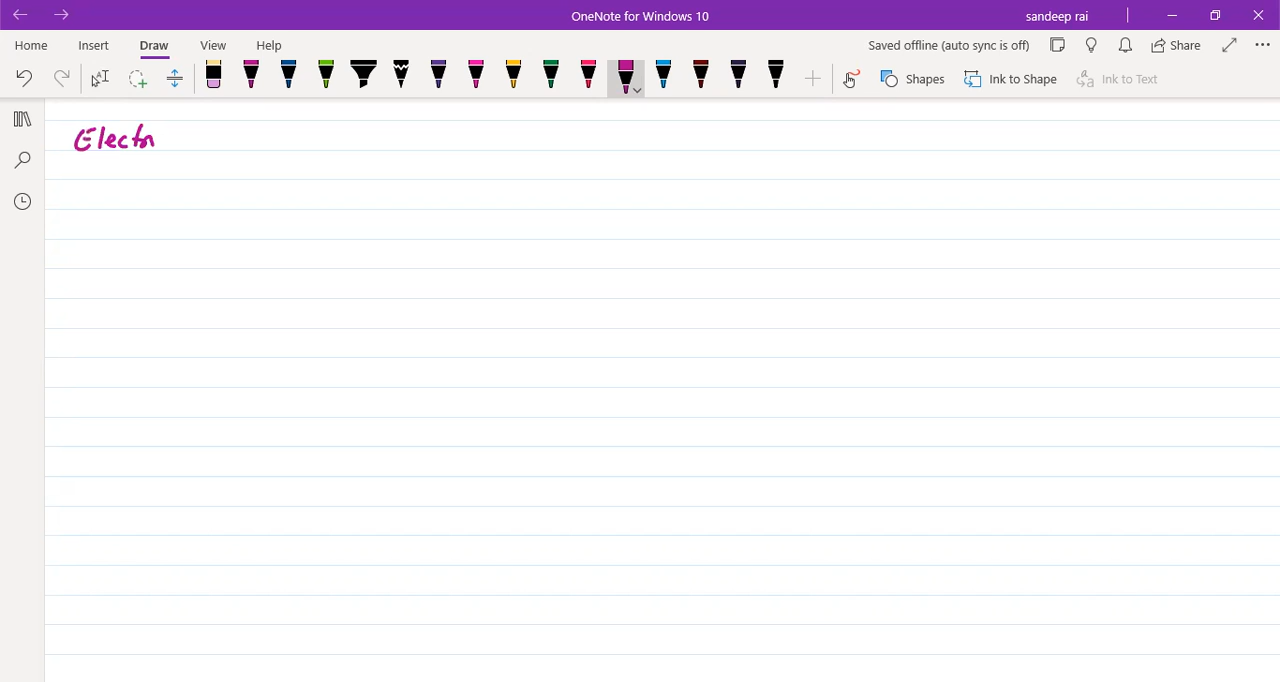 OneNote for Windows 10
sandeep rai
Home Insert Draw View Help
Saved offline (auto sync is off)
Share
Shapes
Ink to Shape
Ink to Text
Electr